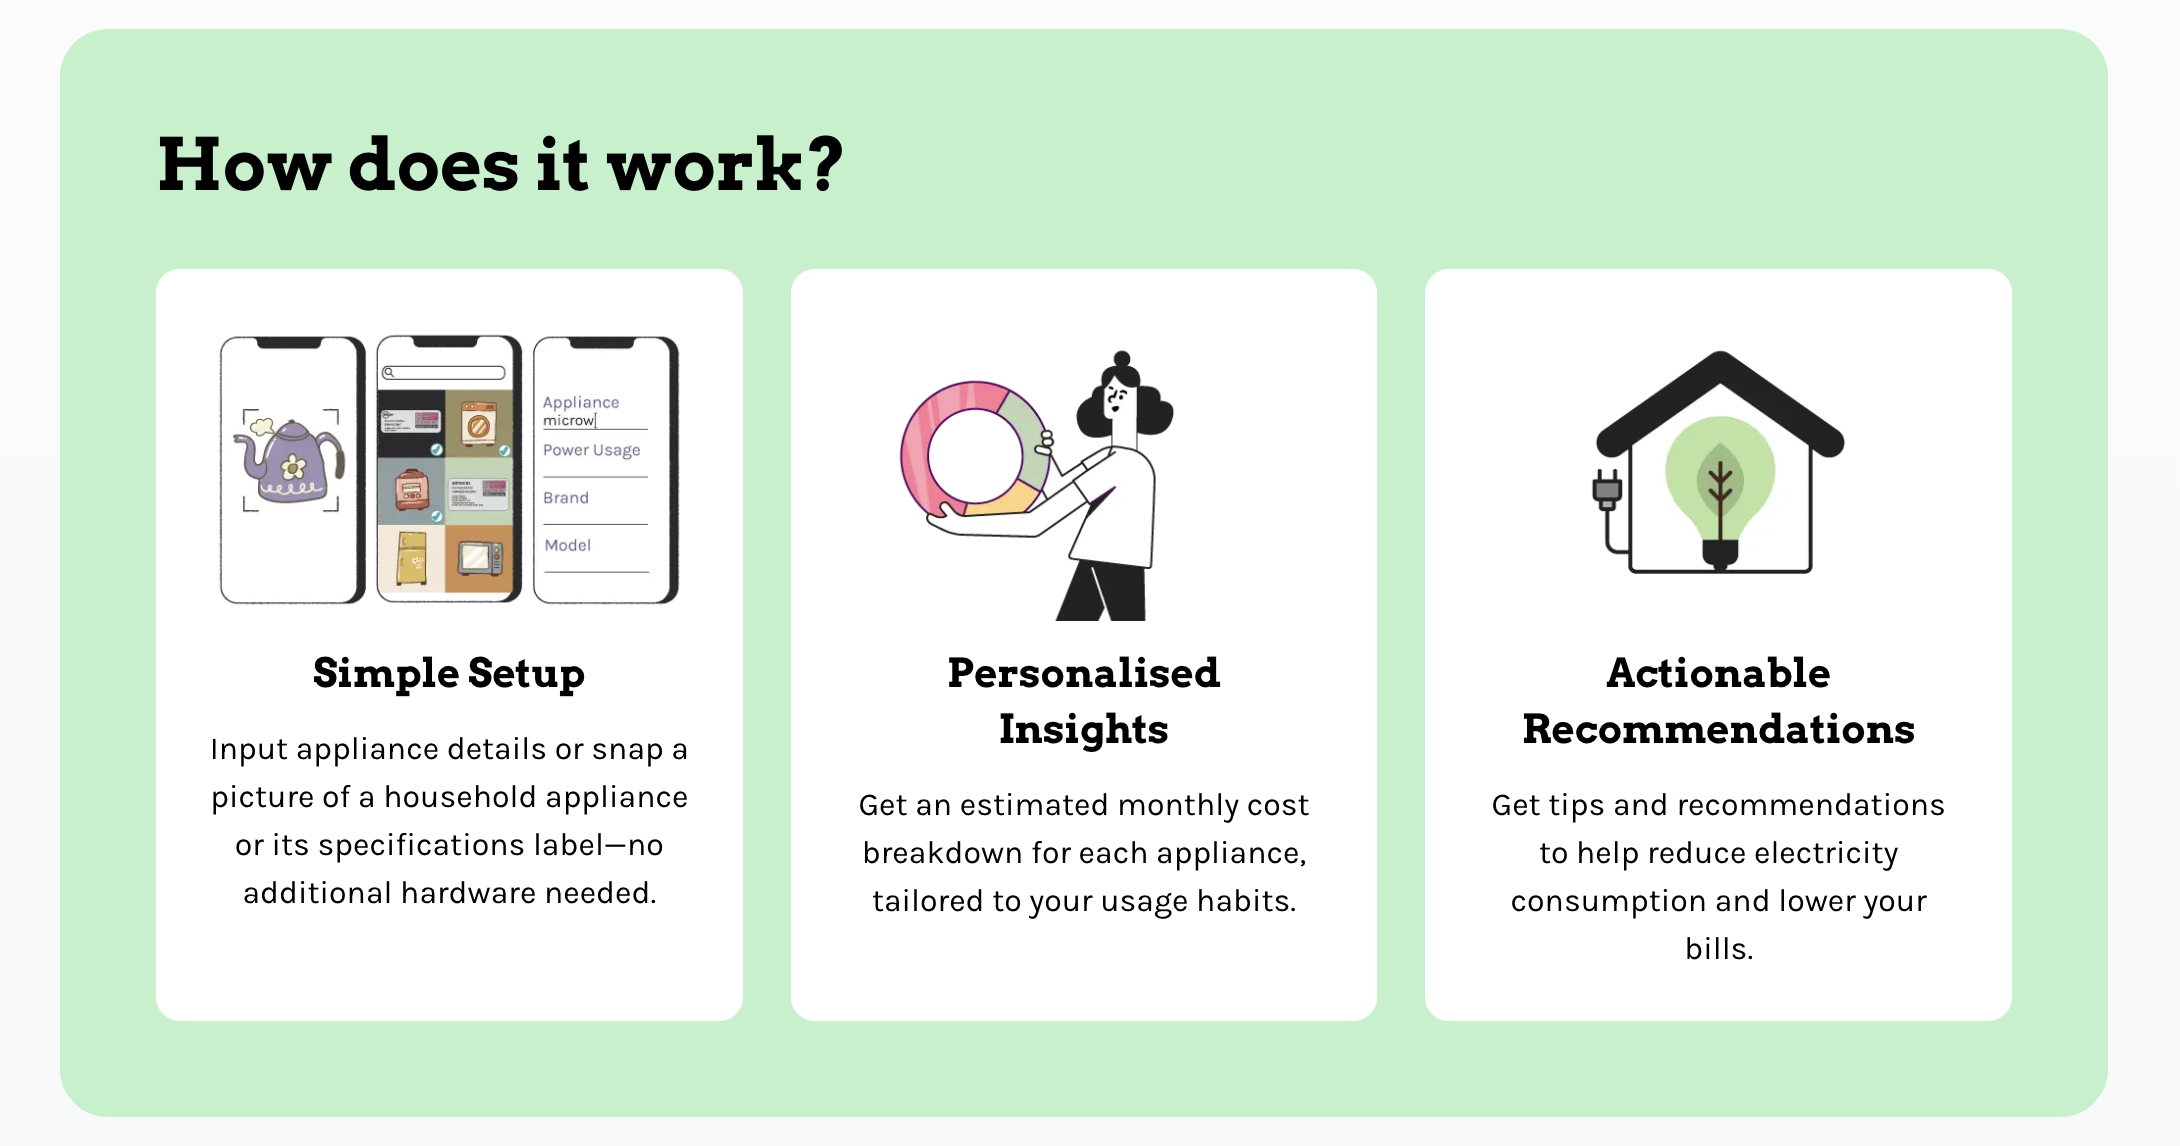 How does it work?
Appliance
microw
Power Usage
Brand
Model
Simple Setup
Input appliance details or snap a
picture of a household appliance
or its specifications label—no
additional hardware needed.
Personalised
Insights
Get an estimated monthly cost
breakdown for each appliance,
tailored to your usage habits.
Actionable
Recommendations
Get tips and recommendations
to help reduce electricity
consumption and lower your
bills.